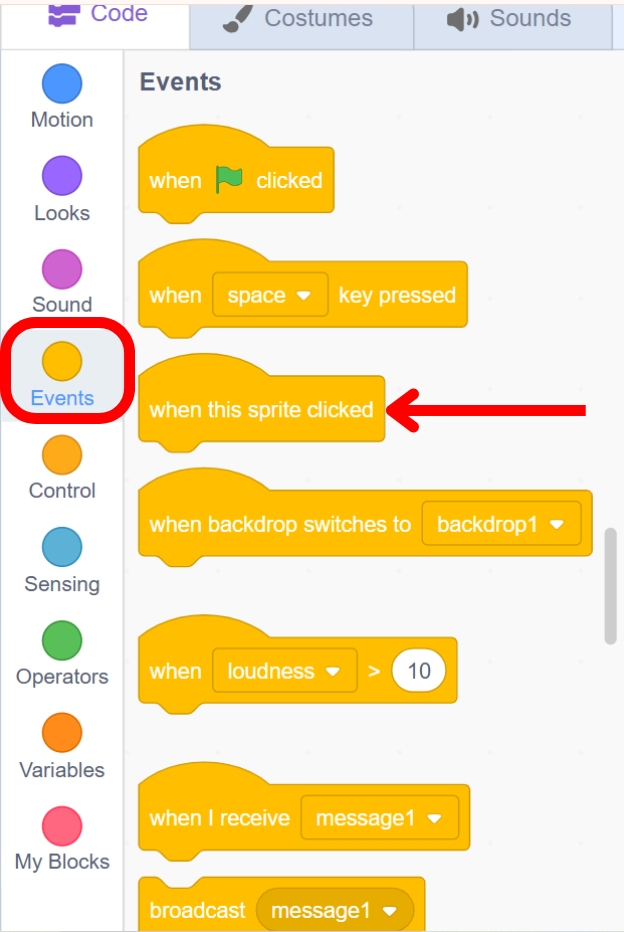 Code
Costumes
Sounds
Motion
Looks
Sound
Events
Control
Sensing
Operators
Variables
My Blocks
Events
when clicked
when space key pressed
when this sprite clicked
when backdrop switches to backdrop1
when loudness > 10
when I receive message1
broadcast message1